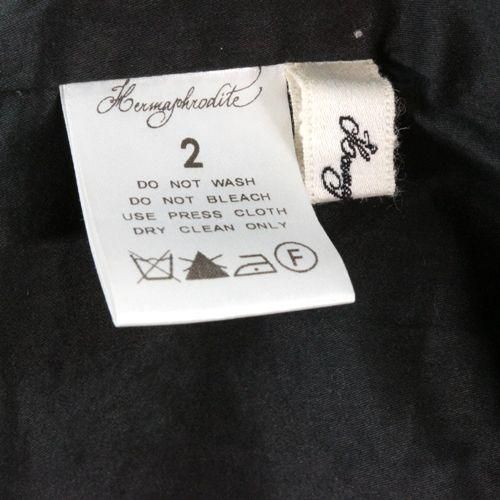 Hermaphrodite
2
DO NOT WASH
DO NOT BLEACH
USE PRESS CLOTH
DRY CLEAN ONLY
F